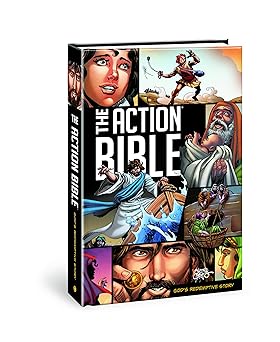 THE
ACTION
BIBLE
GOD'S REDEMPTIVE STORY
THE ACTION BIBLE
GOD'S REDEMPTIVE STORY